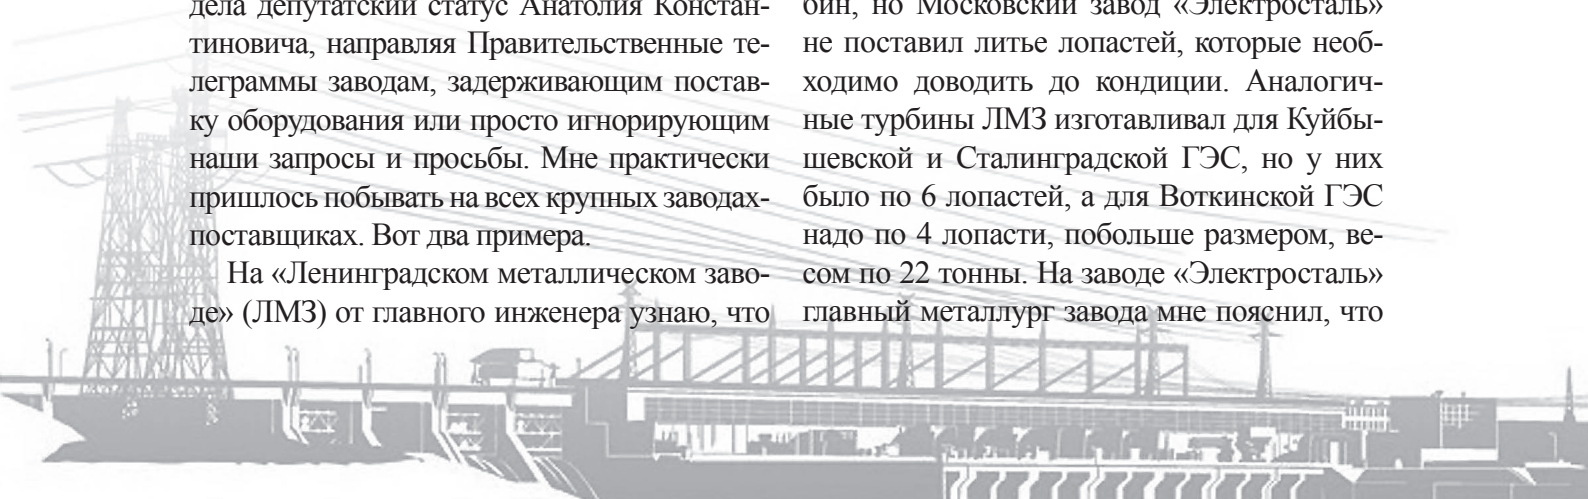 дела депутатский статус Анатолия Констан-
тиновича, направляя Правительственные те-
леграммы заводам, задерживающим постав-
ку оборудования или просто игнорирующим
наши запросы и просьбы. Мне практически
пришлось побывать на всех крупных заводах-
поставщиках. Вот два примера.
На «Ленинградском металлическом заво-
де» (ЛМЗ) от главного инженера узнаю, что
бин, но Московский завод «Электросталь»
не поставил литье лопастей, которые необ-
ходимо доводить до кондиции. Аналогич-
ные турбины ЛМЗ изготавливал для Куйбы-
шевской и Сталинградской ГЭС, но у них
было по 6 лопастей, а для Воткинской ГЭС
надо по 4 лопасти, побольше размером, ве-
сом по 22 тонны. На заводе «Электросталь»
главный металлург завода мне пояснил, что